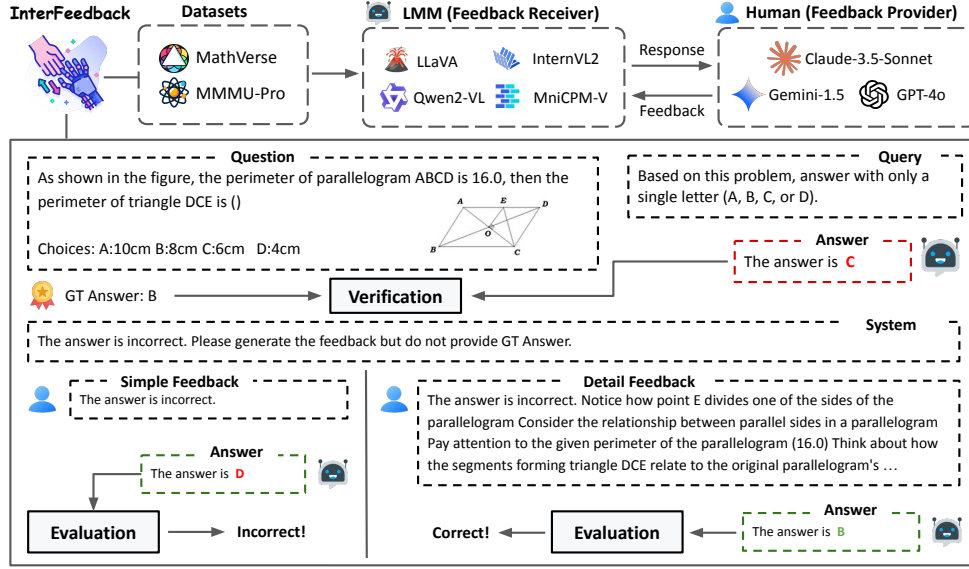 InterFeedback
Datasets
MathVerse
MMMU-Pro
LMM (Feedback Receiver)
LLaVA
InternVL2
Qwen2-VL
MniCPM-V
Response
Feedback
Human (Feedback Provider)
Claude-3.5-Sonnet
Gemini-1.5
GPT-4o
Question
As shown in the figure, the perimeter of parallelogram ABCD is 16.0, then the
perimeter of triangle DCE is ()
Choices: A:10cm B:8cm C:6cm D:4cm
A E D
O
B C
Query
Based on this problem, answer with only a
single letter (A, B, C, or D).
Answer
The answer is C
GT Answer: B
Verification
System
The answer is incorrect. Please generate the feedback but do not provide GT Answer.
Simple Feedback
The answer is incorrect.
Answer
The answer is D
Evaluation
Incorrect!
Detail Feedback
The answer is incorrect. Notice how point E divides one of the sides of the
parallelogram Consider the relationship between parallel sides in a parallelogram
Pay attention to the given perimeter of the parallelogram (16.0) Think about how
the segments forming triangle DCE relate to the original parallelogram's ...
Answer
The answer is B
Evaluation
Correct!